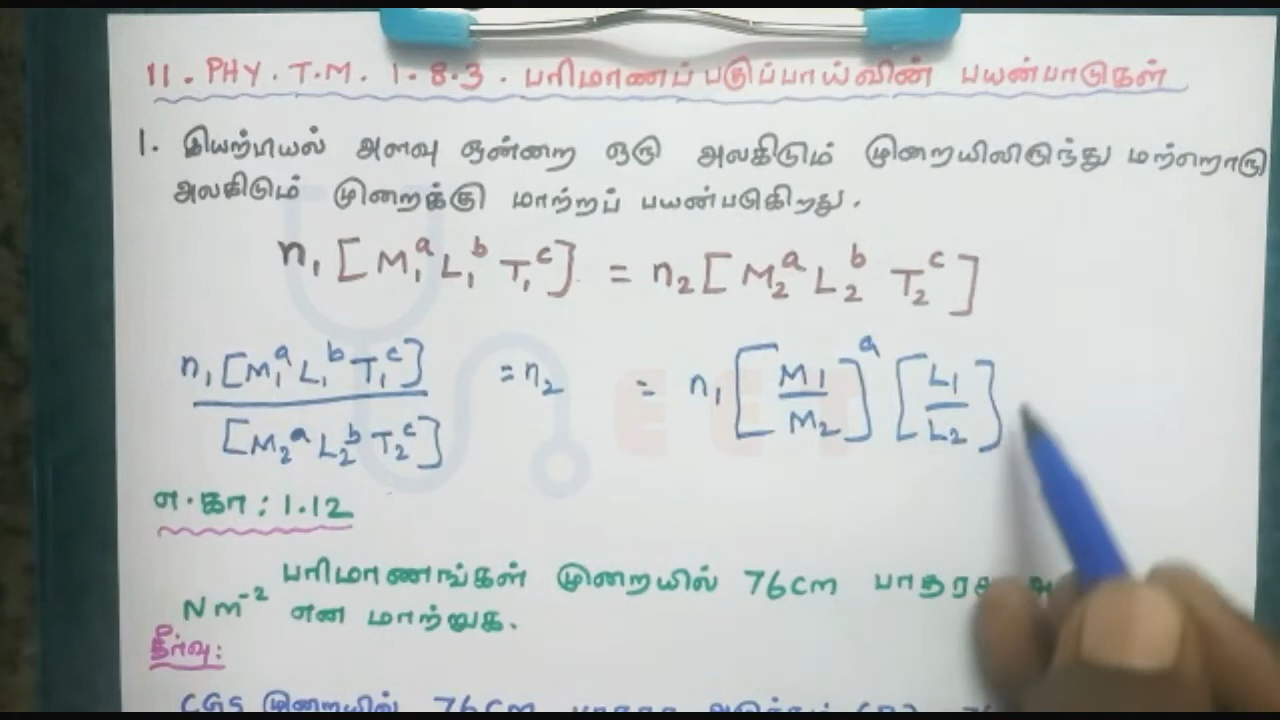 11. PHY. T.M. 1.8.3. பரிமாணப் பகுப்பாய்வின் பயன்பாடுகள்
1. இயற்பியல் அளவு ஒன்றை ஒரு அலகிடும் முறையிலிருந்து மற்றொரு
அலகிடும் முறைக்கு மாற்றப் பயன்படுகிறது.
n₁ [M₁ᵃ L₁ᵇ T₁ᶜ] = n₂ [M₂ᵃ L₂ᵇ T₂ᶜ]
n₁ [M₁ᵃ L₁ᵇ T₁ᶜ] / [M₂ᵃ L₂ᵇ T₂ᶜ] = n₂ = n₁ [M₁/M₂]ᵃ [L₁/L₂]
எ.கா : 1.12
பரிமாணங்கள் முறையில் 76cm
Nm⁻² என மாற்றுக.
தீர்வு:
CGS முறையில் 76cm